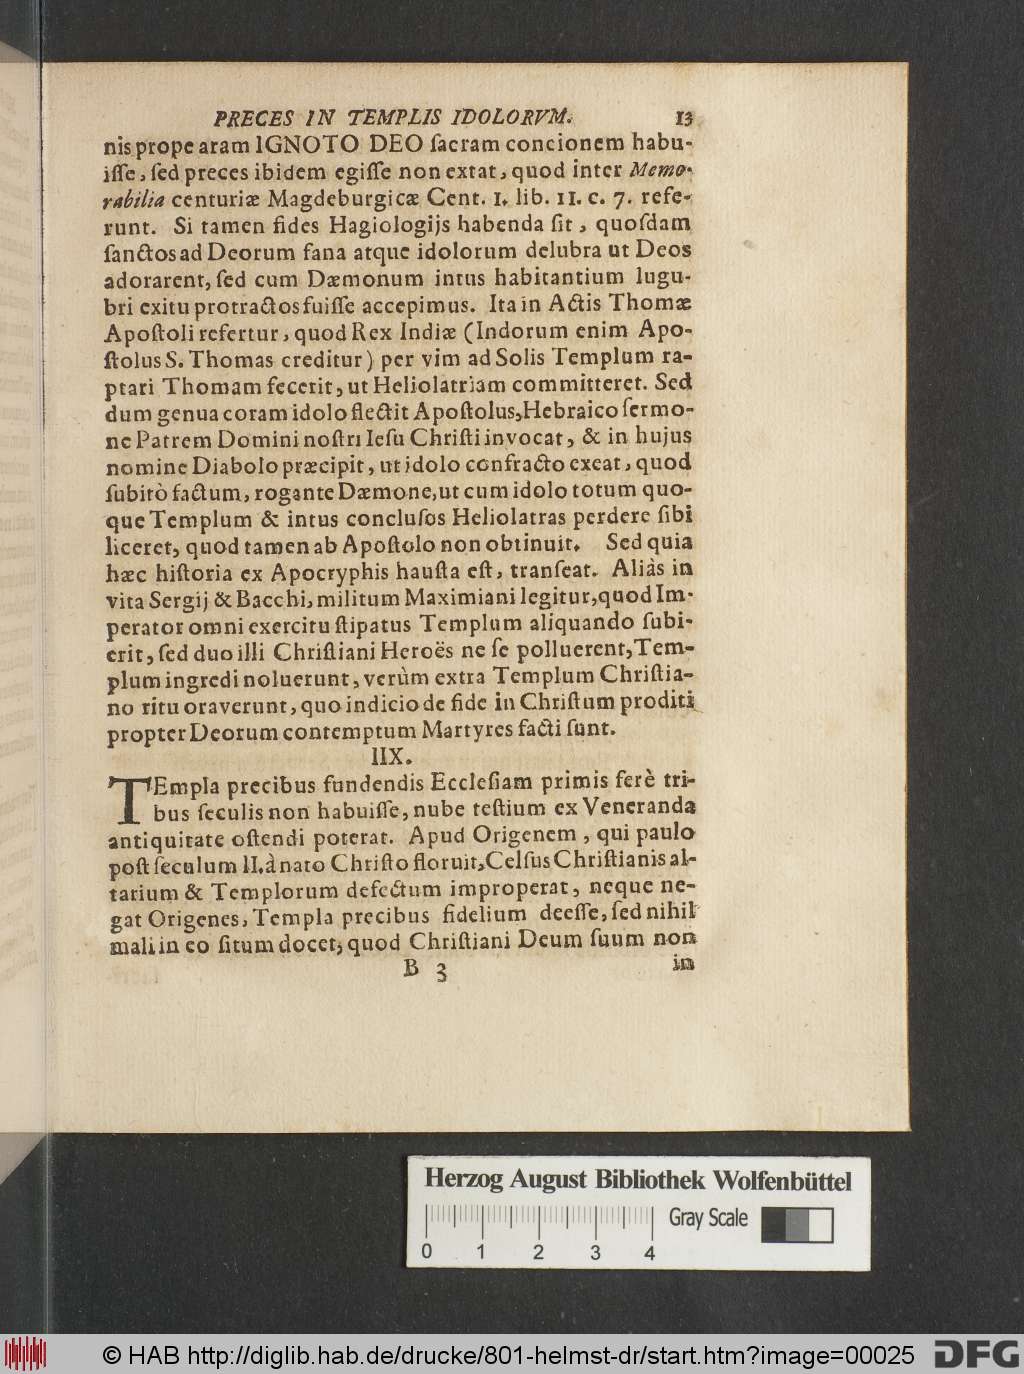 PRECES IN TEMPLIS IDOLORVM. 13
nis prope aram IGNOTO DEO ſacram concionem habu-
iſſe, ſed preces ibidem egiſſe non extat, quod inter Memo-
rabilia centuriæ Magdeburgicæ Cent. 1. lib. 11. c. 7. refe-
runt. Si tamen fides Hagiologijs habenda ſit, quoſdam
ſanctos ad Deorum fana atque idolorum delubra ut Deos
adorarent, ſed cum Dæmonum intus habitantium lugu-
bri exitu protractos fuiſſe accepimus. Ita in Actis Thomæ
Apoſtoli refertur, quod Rex Indiæ (Indorum enim Apo-
ſtolus S. Thomas creditur) per vim ad Solis Templum ra-
ptari Thomam fecerit, ut Heliolatriam committeret. Sed
dum genua coram idolo flectit Apoſtolus, Hebraico ſermo-
ne Patrem Domini noſtri Ieſu Chriſti invocat, & in hujus
nomine Diabolo præcipit, ut idolo confracto exeat, quod
ſubitò factum, rogante Dæmone, ut cum idolo totum quo-
que Templum & intus concluſos Heliolatras perdere ſibi
liceret, quod tamen ab Apoſtolo non obtinuit. Sed quia
hæc hiſtoria ex Apocryphis hauſta eſt, tranſeat. Aliàs in
vita Sergij & Bacchi, militum Maximiani legitur, quod Im-
perator omni exercitu ſtipatus Templum aliquando ſubi-
erit, ſed duo illi Chriſtiani Heroës ne ſe polluerent, Tem-
plum ingredi noluerunt, verùm extra Templum Chriſtia-
no ritu oraverunt, quo indicio de fide in Chriſtum proditi
propter Deorum contemptum Martyres facti ſunt.
IIX.
TEmpla precibus fundendis Eccleſiam primis ferè tri-
bus ſeculis non habuiſſe, nube teſtium ex Veneranda
antiquitate oſtendi poterat. Apud Origenem, qui paulo
poſt ſeculum II. à nato Chriſto floruit, Celſus Chriſtianis al-
tarium & Templorum defectum improperat, neque ne-
gat Origenes, Templa precibus fidelium deeſſe, ſed nihil
mali in eo ſitum docet; quod Chriſtiani Deum ſuum non
B 3 in
Herzog August Bibliothek Wolfenbüttel
Gray Scale
0 1 2 3 4
© HAB http://diglib.hab.de/drucke/801-helmst-dr/start.htm?image=00025
DFG